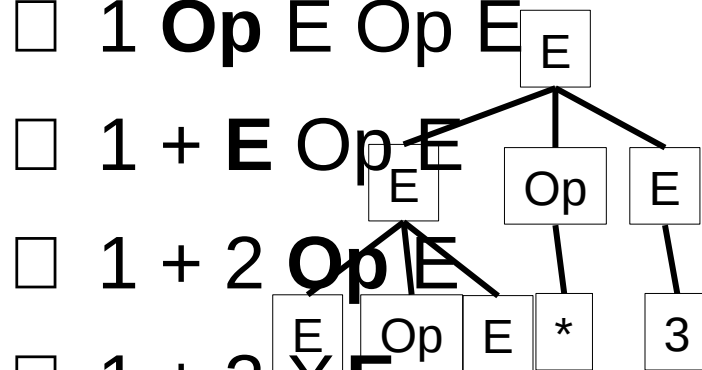 □ 1 Op E Op E
E
□ 1 + E Op E
E Op E
□ 1 + 2 Op E
E Op E * 3